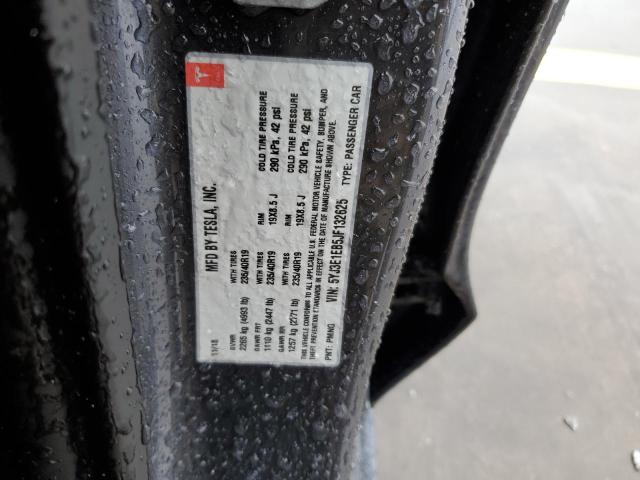 MFD BY TESLA, INC.
11/18
GVWR WITH TIRES RIM COLD TIRE PRESSURE
2265 kg (4993 lb) 235/40R19 19X8.5 J 290 kPa, 42 psi
GAWR FRT WITH TIRES RIM COLD TIRE PRESSURE
1110 kg (2447 lb) 235/40R19 19X8.5 J 290 kPa, 42 psi
GAWR RR WITH TIRES
1257 kg (2771 lb) 235/40R19
THIS VEHICLE CONFORMS TO ALL APPLICABLE U.S. FEDERAL MOTOR VEHICLE SAFETY, BUMPER, AND
THEFT PREVENTION STANDARDS IN EFFECT ON THE DATE OF MANUFACTURE SHOWN ABOVE.
VIN: 5YJ3E1EB5JF132625 TYPE: PASSENGER CAR
PNT: PMNG